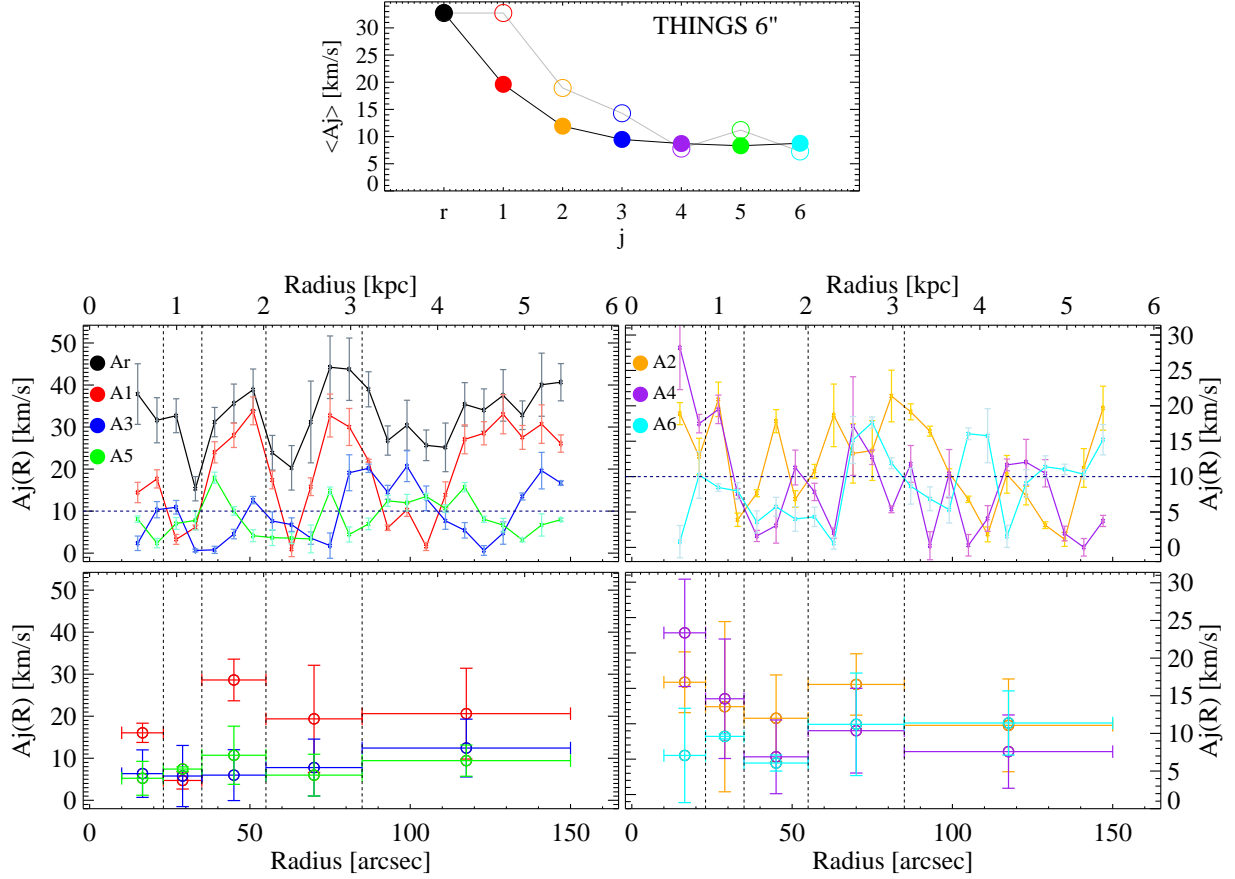 THINGS 6"
30
25
20
15
10
5
0
<Aj> [km/s]
r 1 2 3 4 5 6
j
Radius [kpc] Radius [kpc]
0 1 2 3 4 5 6 0 1 2 3 4 5 6
50
40
30
20
10
0
Aj(R) [km/s]
Ar
A1
A3
A5
A2
A4
A6
30
25
20
15
10
5
0
Aj(R) [km/s]
50
40
30
20
10
0
Aj(R) [km/s]
30
25
20
15
10
5
0
Aj(R) [km/s]
0 50 100 150 0 50 100 150
Radius [arcsec] Radius [arcsec]